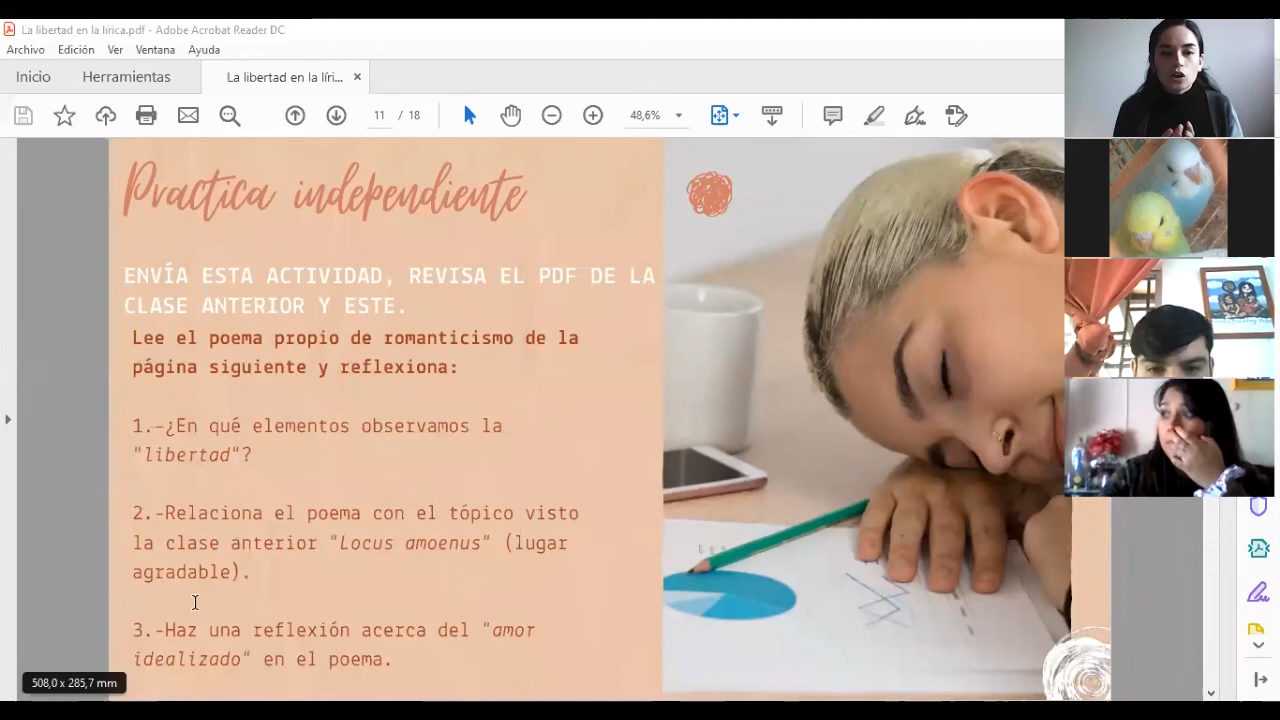 La libertad en la lírica.pdf - Adobe Acrobat Reader DC
Archivo Edición Ver Ventana Ayuda
Inicio Herramientas La libertad en la líri... ×
11 / 18 48,6%
Practica independiente
ENVÍA ESTA ACTIVIDAD, REVISA EL PDF DE LA
CLASE ANTERIOR Y ESTE.
Lee el poema propio de romanticismo de la
página siguiente y reflexiona:
1.-¿En qué elementos observamos la
"libertad"?
2.-Relaciona el poema con el tópico visto
la clase anterior "Locus amoenus" (lugar
agradable).
3.-Haz una reflexión acerca del "amor
idealizado" en el poema.
508,0 x 285,7 mm